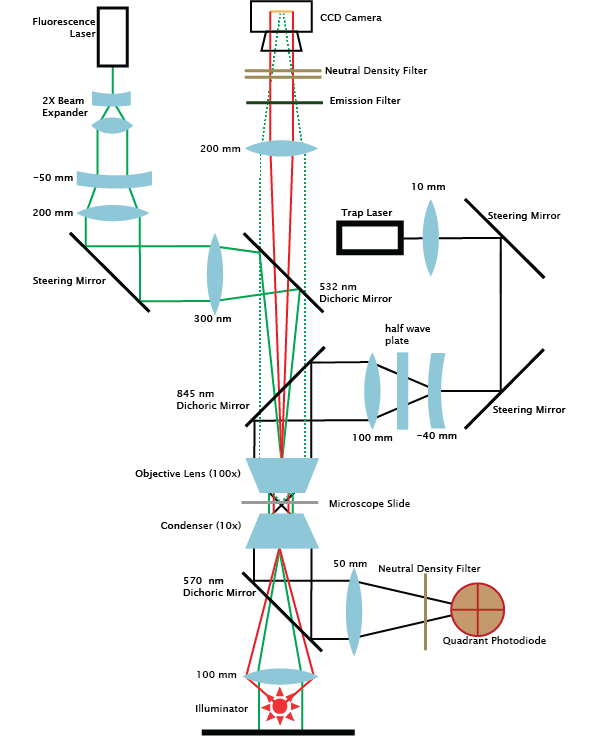 Fluorescence
Laser
CCD Camera
Neutral Density Filter
2X Beam
Expander
Emission Filter
200 mm
-50 mm
10 mm
200 mm
Trap Laser
Steering Mirror
Steering Mirror
532 nm
Dichoric Mirror
300 nm
half wave
plate
845 nm
Dichoric Mirror
Steering Mirror
100 mm
-40 mm
Objective Lens (100x)
Microscope Slide
Condenser (10x)
50 mm
Neutral Density Filter
570 nm
Dichoric Mirror
Quadrant Photodiode
100 mm
Illuminator